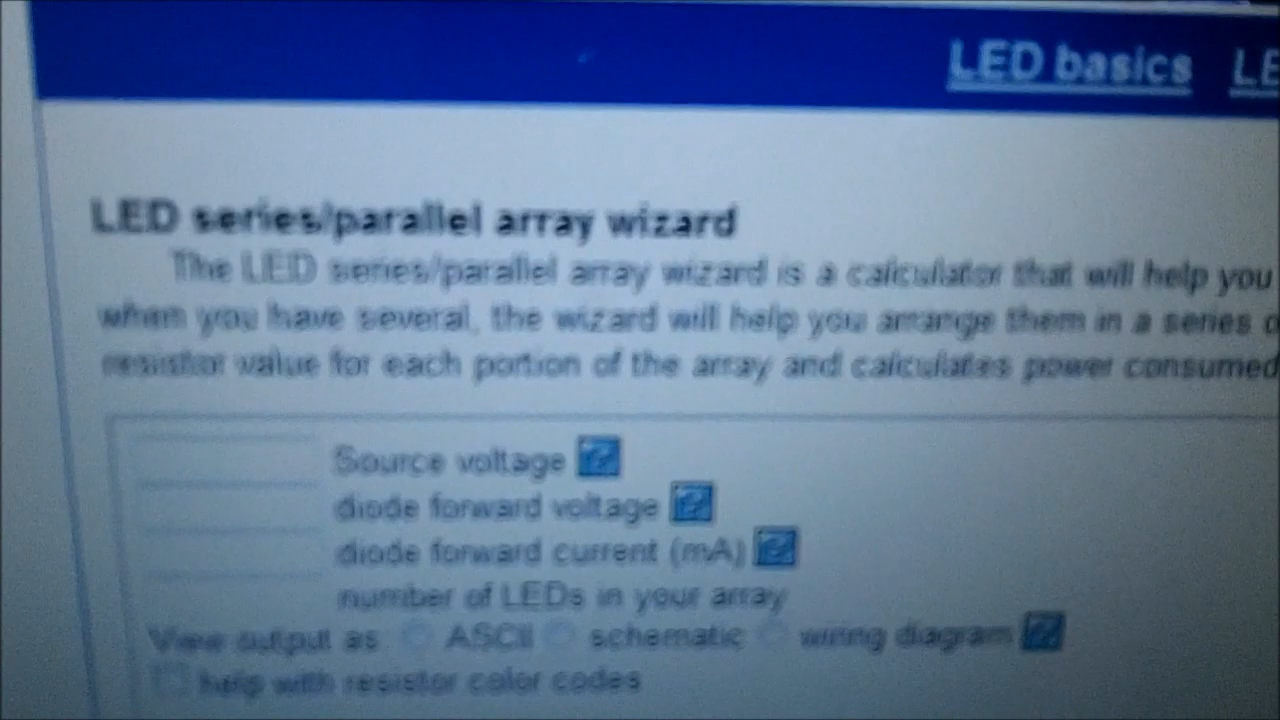 LED basics LE
LED series/parallel array wizard
The LED series/parallel array wizard is a calculator that will help you
when you have several, the wizard will help you arrange them in a series o
resistor value for each portion of the array and calculates power consumed
Source voltage ?
diode forward voltage ?
diode forward current (mA) ?
number of LEDs in your array
View output as: ASCII schematic wiring diagram ?
help with resistor color codes